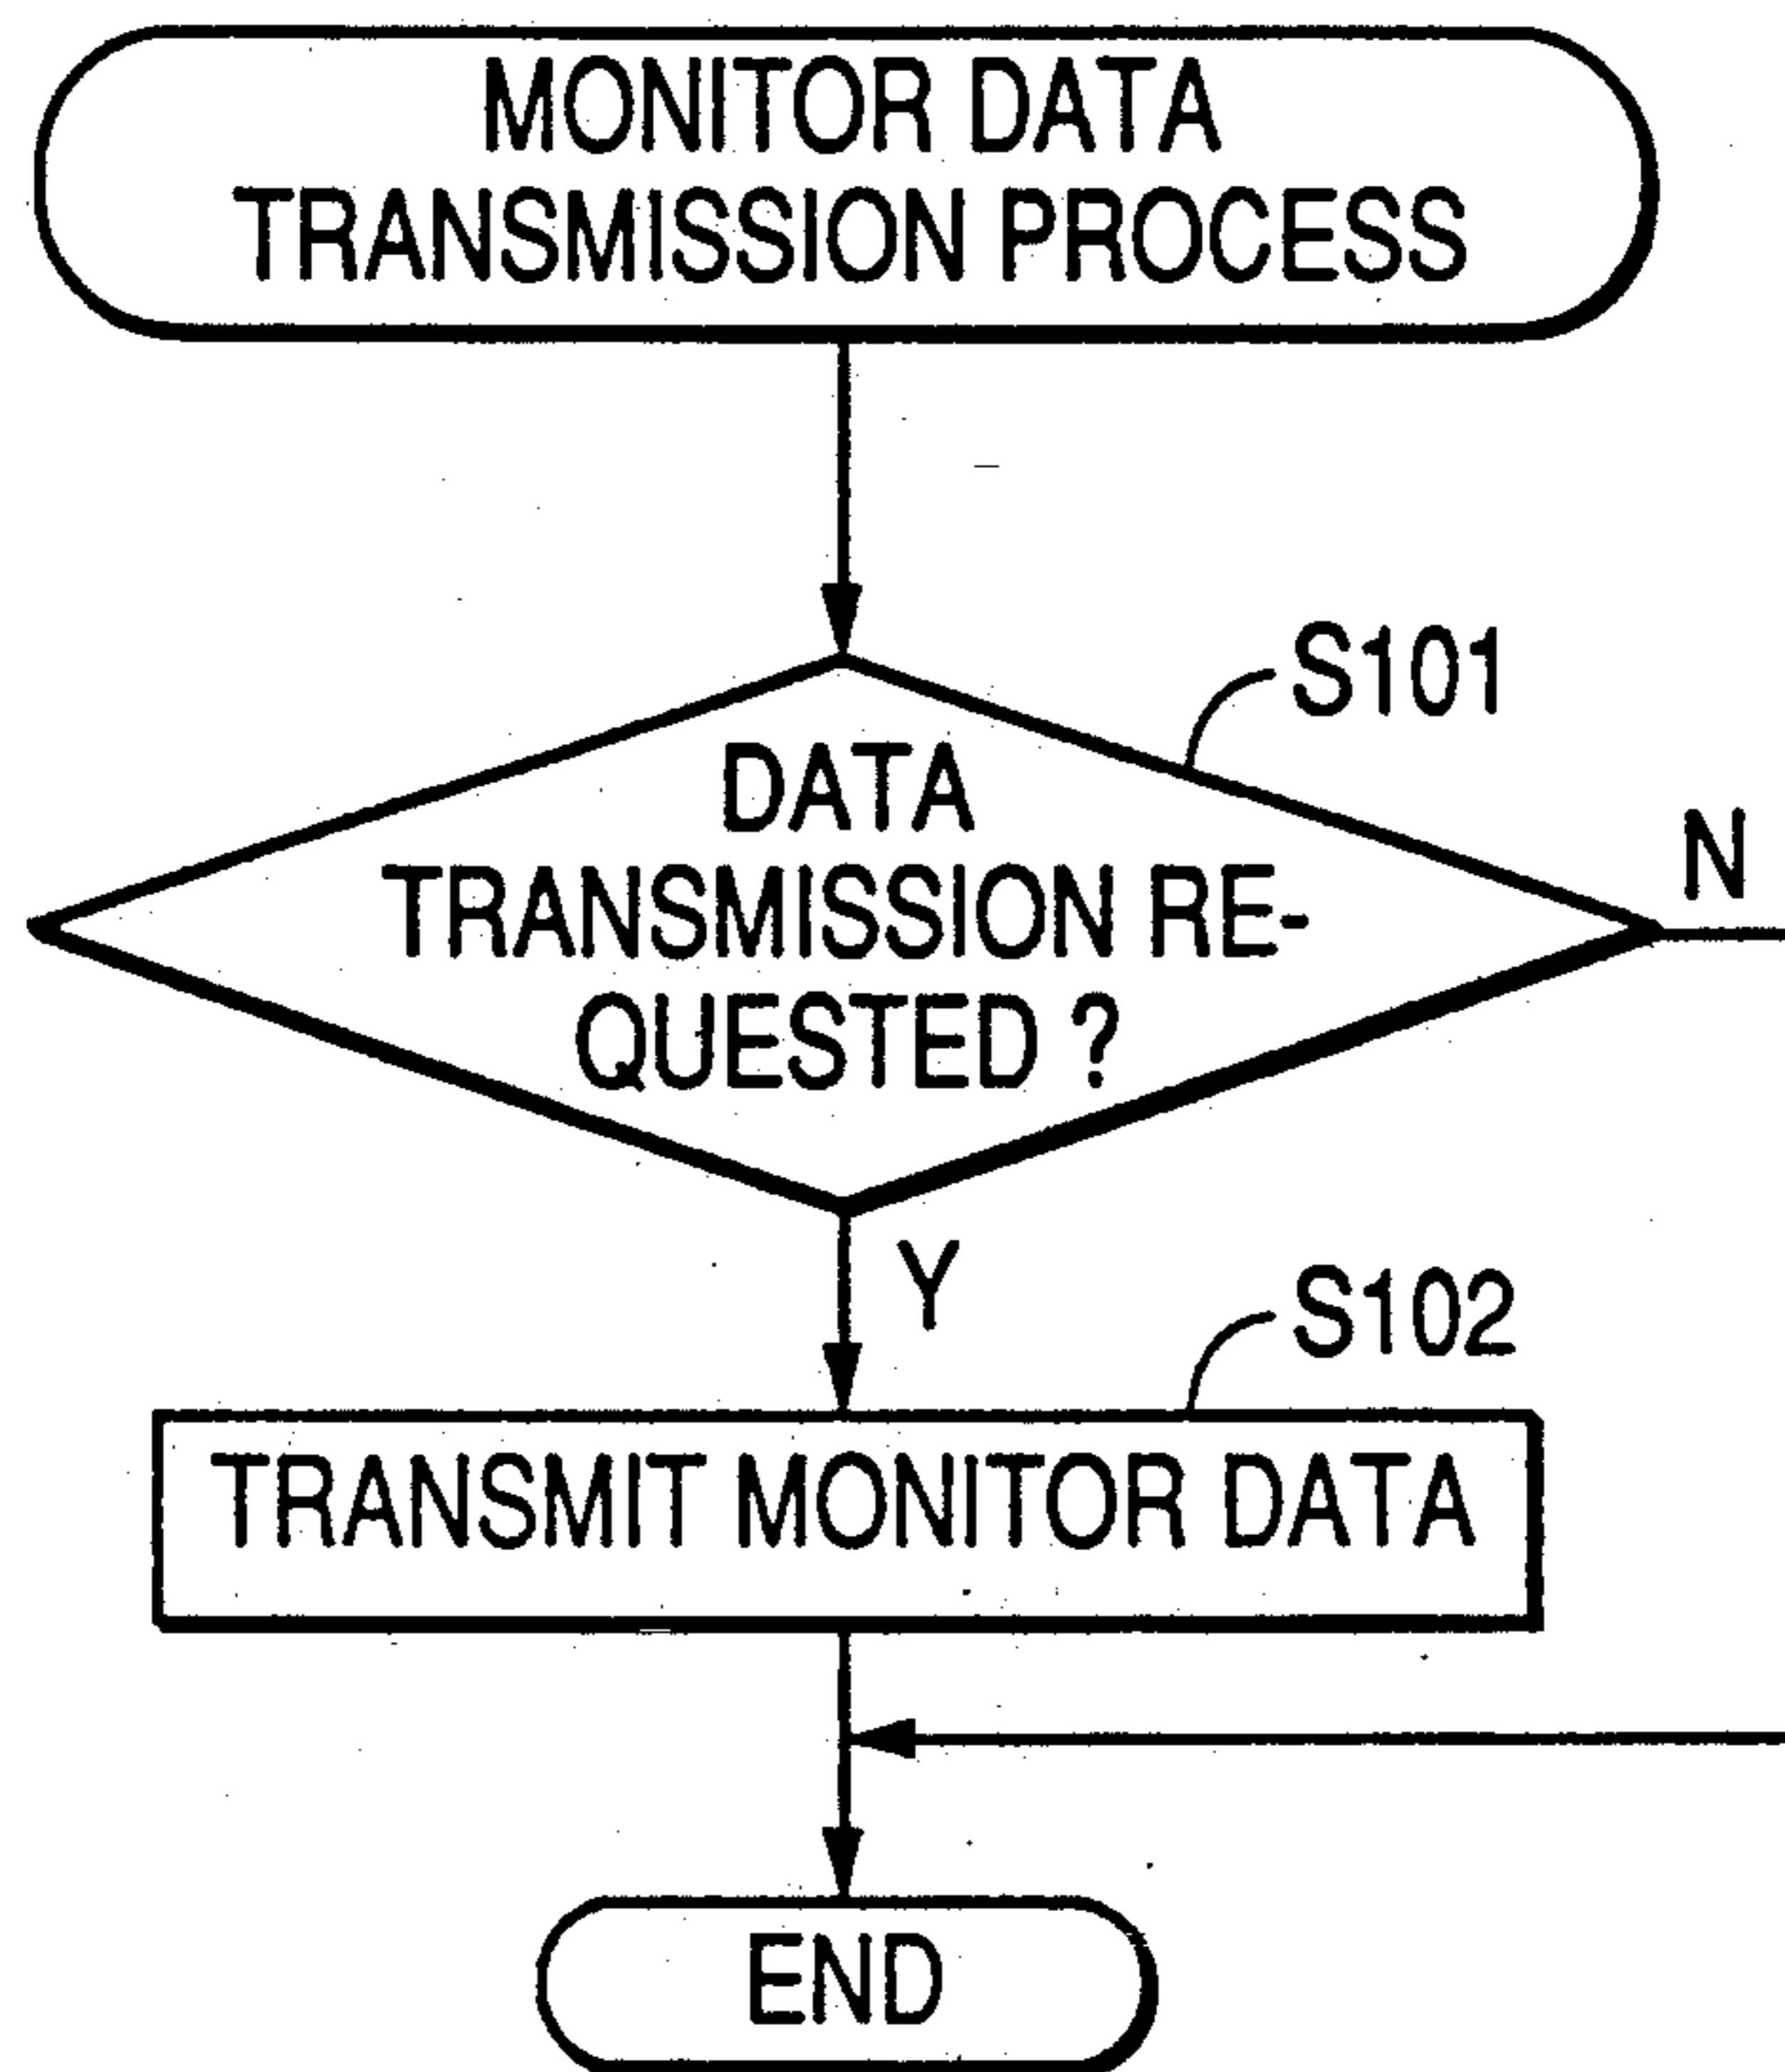 MONITOR DATA
TRANSMISSION PROCESS
S101
DATA
TRANSMISSION RE-
QUESTED ?
N
Y
S102
TRANSMIT MONITOR DATA
END